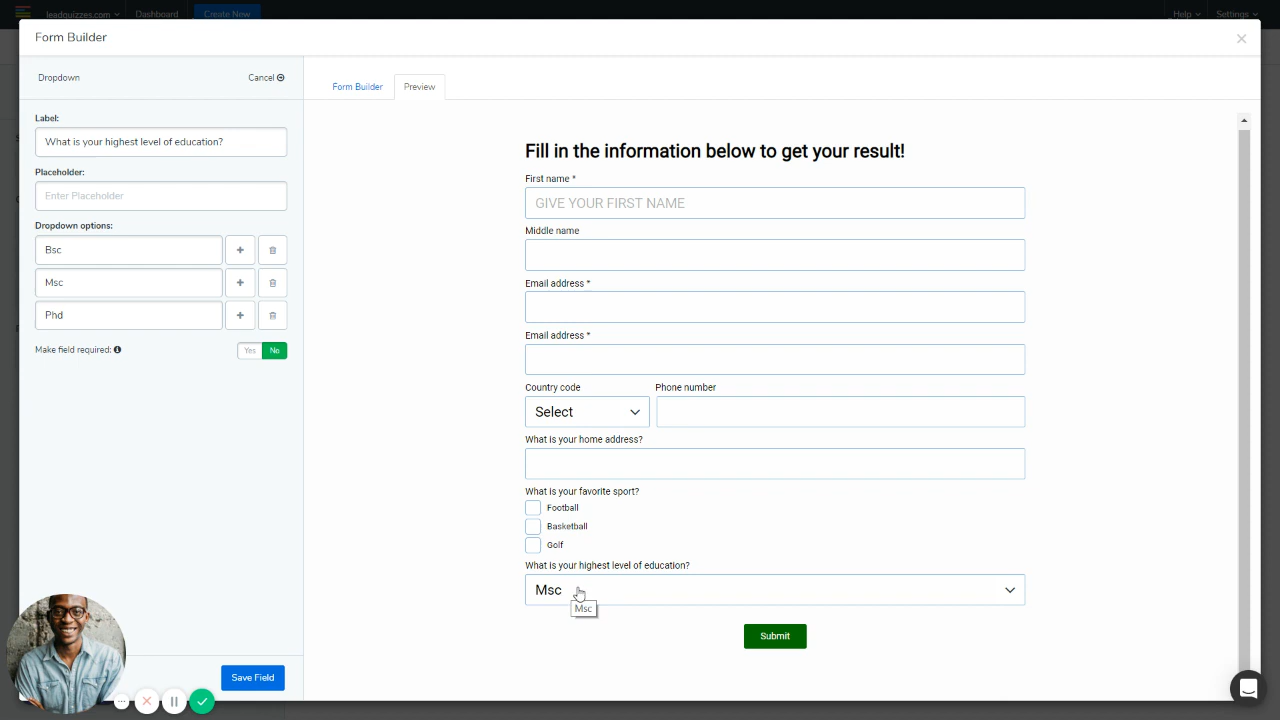 leadquizzes.com
Dashboard
Create New
Help
Settings
Form Builder
Dropdown
Cancel
Form Builder
Preview
Label:
What is your highest level of education?
Placeholder:
Enter Placeholder
Dropdown options:
Bsc
Msc
Phd
Make field required:
Yes
No
Save Field
Fill in the information below to get your result!
First name *
GIVE YOUR FIRST NAME
Middle name
Email address *
Email address *
Country code
Phone number
Select
What is your home address?
What is your favorite sport?
Football
Basketball
Golf
What is your highest level of education?
Msc
Msc
Submit